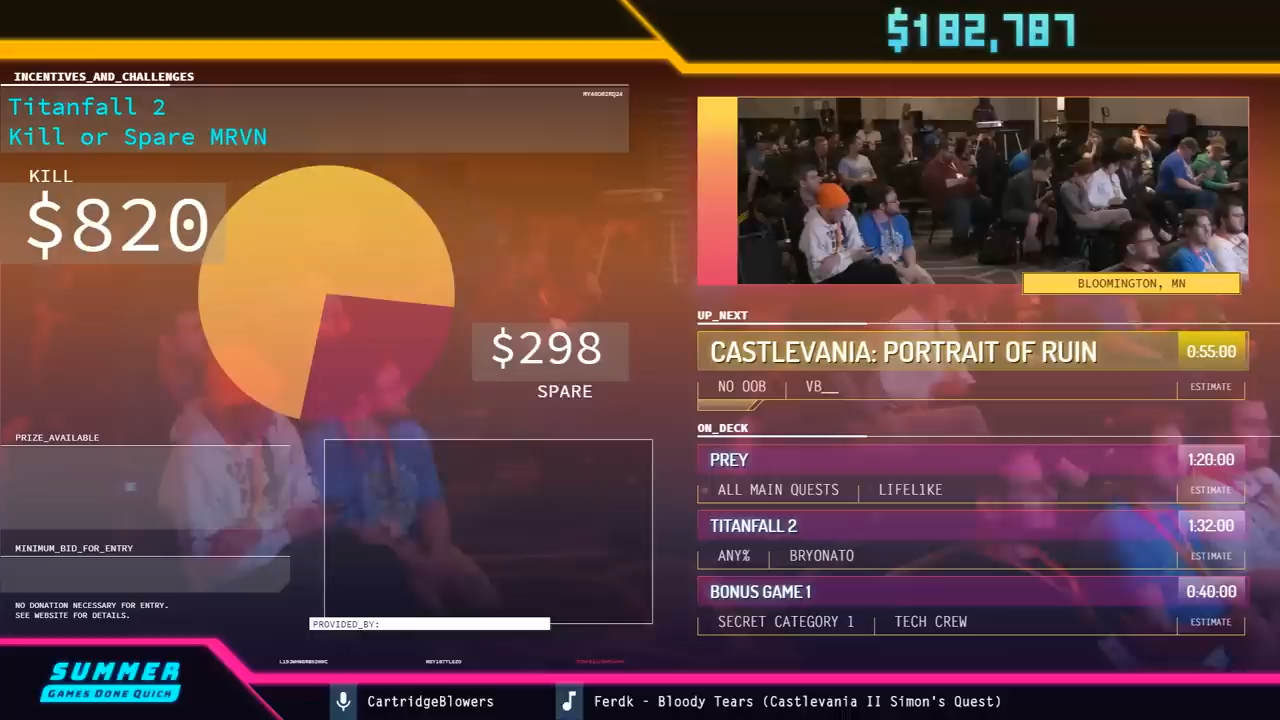 $182,787
INCENTIVES_AND_CHALLENGES
Titanfall 2
Kill or Spare MRVN
KILL
$820
$298
SPARE
PRIZE_AVAILABLE
MINIMUM_BID_FOR_ENTRY
NO DONATION NECESSARY FOR ENTRY.
SEE WEBSITE FOR DETAILS.
PROVIDED_BY:
BLOOMINGTON, MN
UP_NEXT
CASTLEVANIA: PORTRAIT OF RUIN 0:55:00
NO OOB VB__ ESTIMATE
ON_DECK
PREY 1:20:00
ALL MAIN QUESTS LIFEL1KE ESTIMATE
TITANFALL 2 1:32:00
ANY% BRYONATO ESTIMATE
BONUS GAME 1 0:40:00
SECRET CATEGORY 1 TECH CREW ESTIMATE
SUMMER
GAMES DONE QUICK
CartridgeBlowers
Ferdk - Bloody Tears (Castlevania II Simon's Quest)